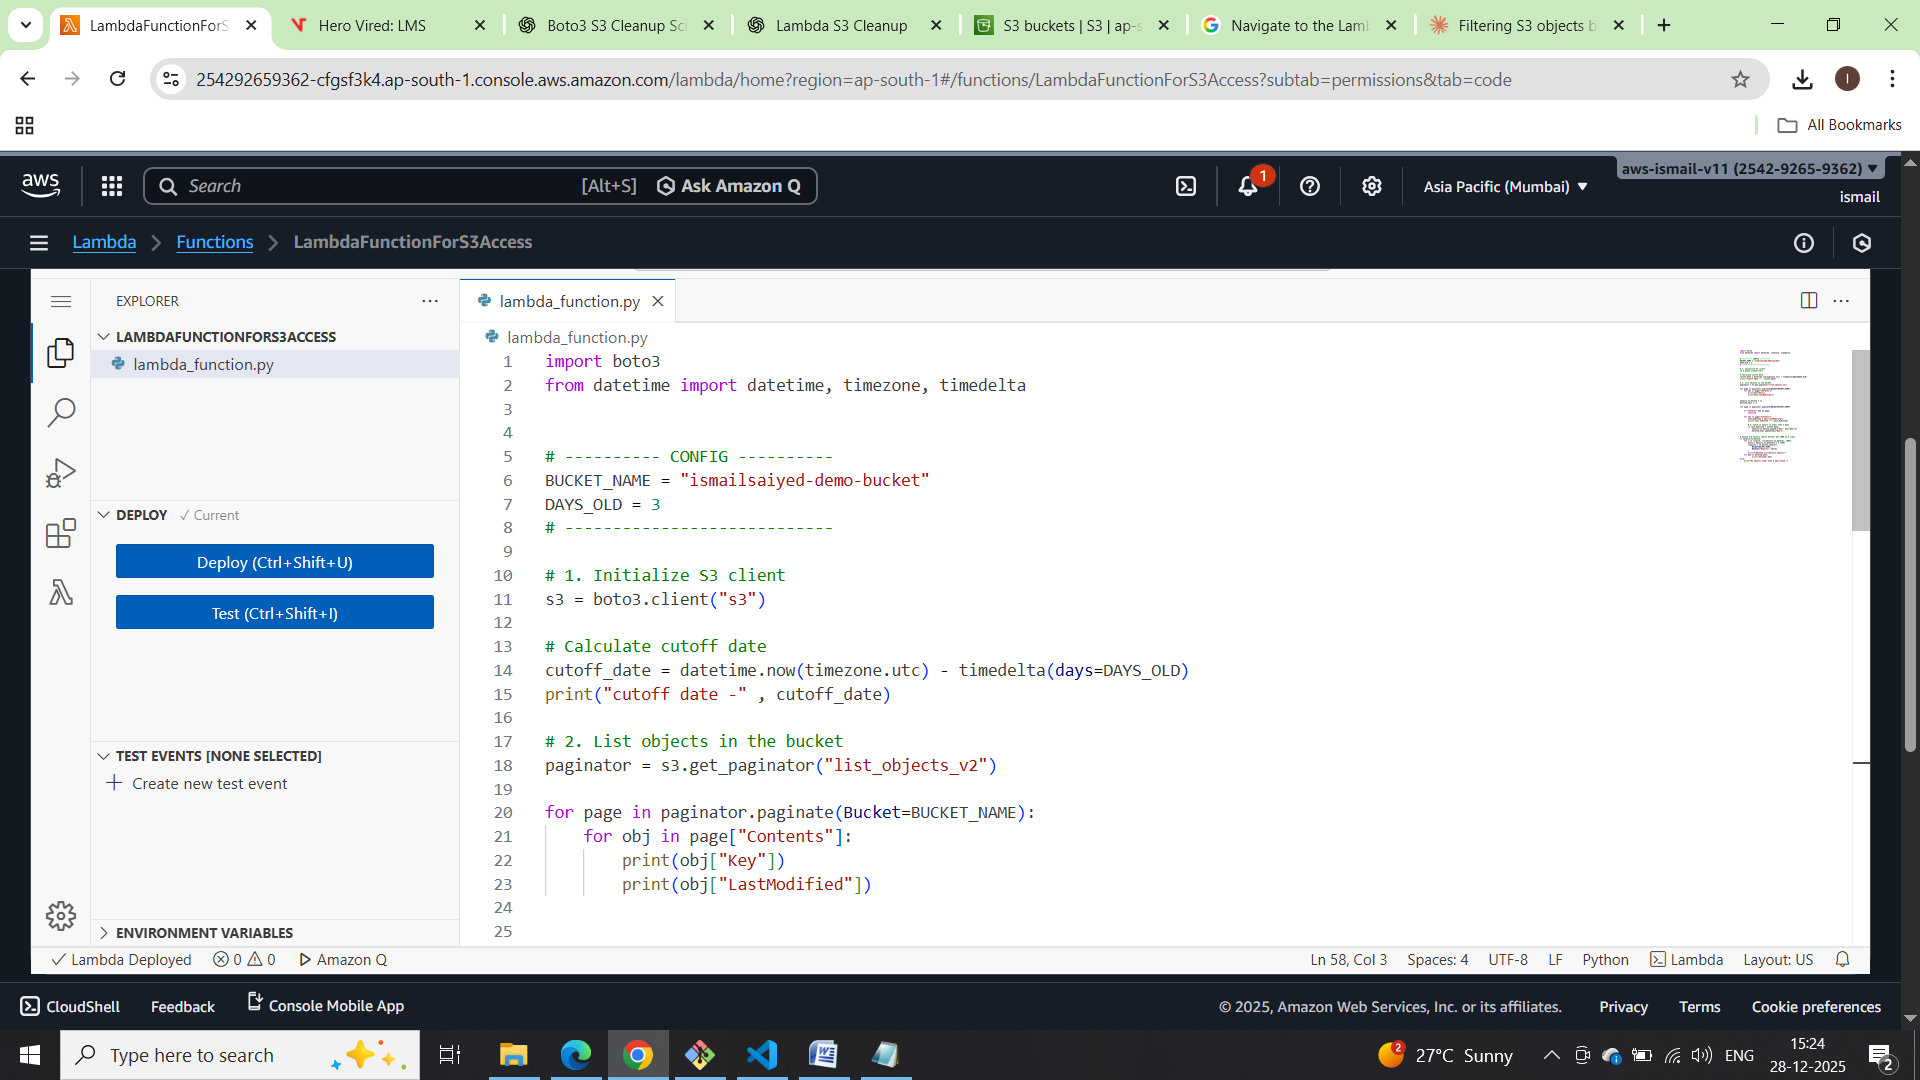 LambdaFunctionForS
Hero Vired: LMS
Boto3 S3 Cleanup Sc
Lambda S3 Cleanup
S3 buckets | S3 | ap-s
Navigate to the Lamb
Filtering S3 objects b
254292659362-cfgsf3k4.ap-south-1.console.aws.amazon.com/lambda/home?region=ap-south-1#/functions/LambdaFunctionForS3Access?subtab=permissions&tab=code
I
All Bookmarks
aws
Search
[Alt+S]
Ask Amazon Q
1
Asia Pacific (Mumbai)
aws-ismail-v11 (2542-9265-9362)
ismail
Lambda
Functions
LambdaFunctionForS3Access
EXPLORER
LAMBDAFUNCTIONFORS3ACCESS
lambda_function.py
DEPLOY
✓ Current
Deploy (Ctrl+Shift+U)
Test (Ctrl+Shift+I)
TEST EVENTS [NONE SELECTED]
Create new test event
ENVIRONMENT VARIABLES
lambda_function.py
lambda_function.py
1 import boto3
2 from datetime import datetime, timezone, timedelta
3
4
5 # ---------- CONFIG ----------
6 BUCKET_NAME = "ismailsaiyed-demo-bucket"
7 DAYS_OLD = 3
8 # ----------------------------
9
10 # 1. Initialize S3 client
11 s3 = boto3.client("s3")
12
13 # Calculate cutoff date
14 cutoff_date = datetime.now(timezone.utc) - timedelta(days=DAYS_OLD)
15 print("cutoff date -" , cutoff_date)
16
17 # 2. List objects in the bucket
18 paginator = s3.get_paginator("list_objects_v2")
19
20 for page in paginator.paginate(Bucket=BUCKET_NAME):
21     for obj in page["Contents"]:
22         print(obj["Key"])
23         print(obj["LastModified"])
24
25
Lambda Deployed
0
0
Amazon Q
Ln 58, Col 3
Spaces: 4
UTF-8
LF
Python
Lambda
Layout: US
CloudShell
Feedback
Console Mobile App
© 2025, Amazon Web Services, Inc. or its affiliates.
Privacy
Terms
Cookie preferences
Type here to search
2
27°C Sunny
ENG
15:24
28-12-2025
2